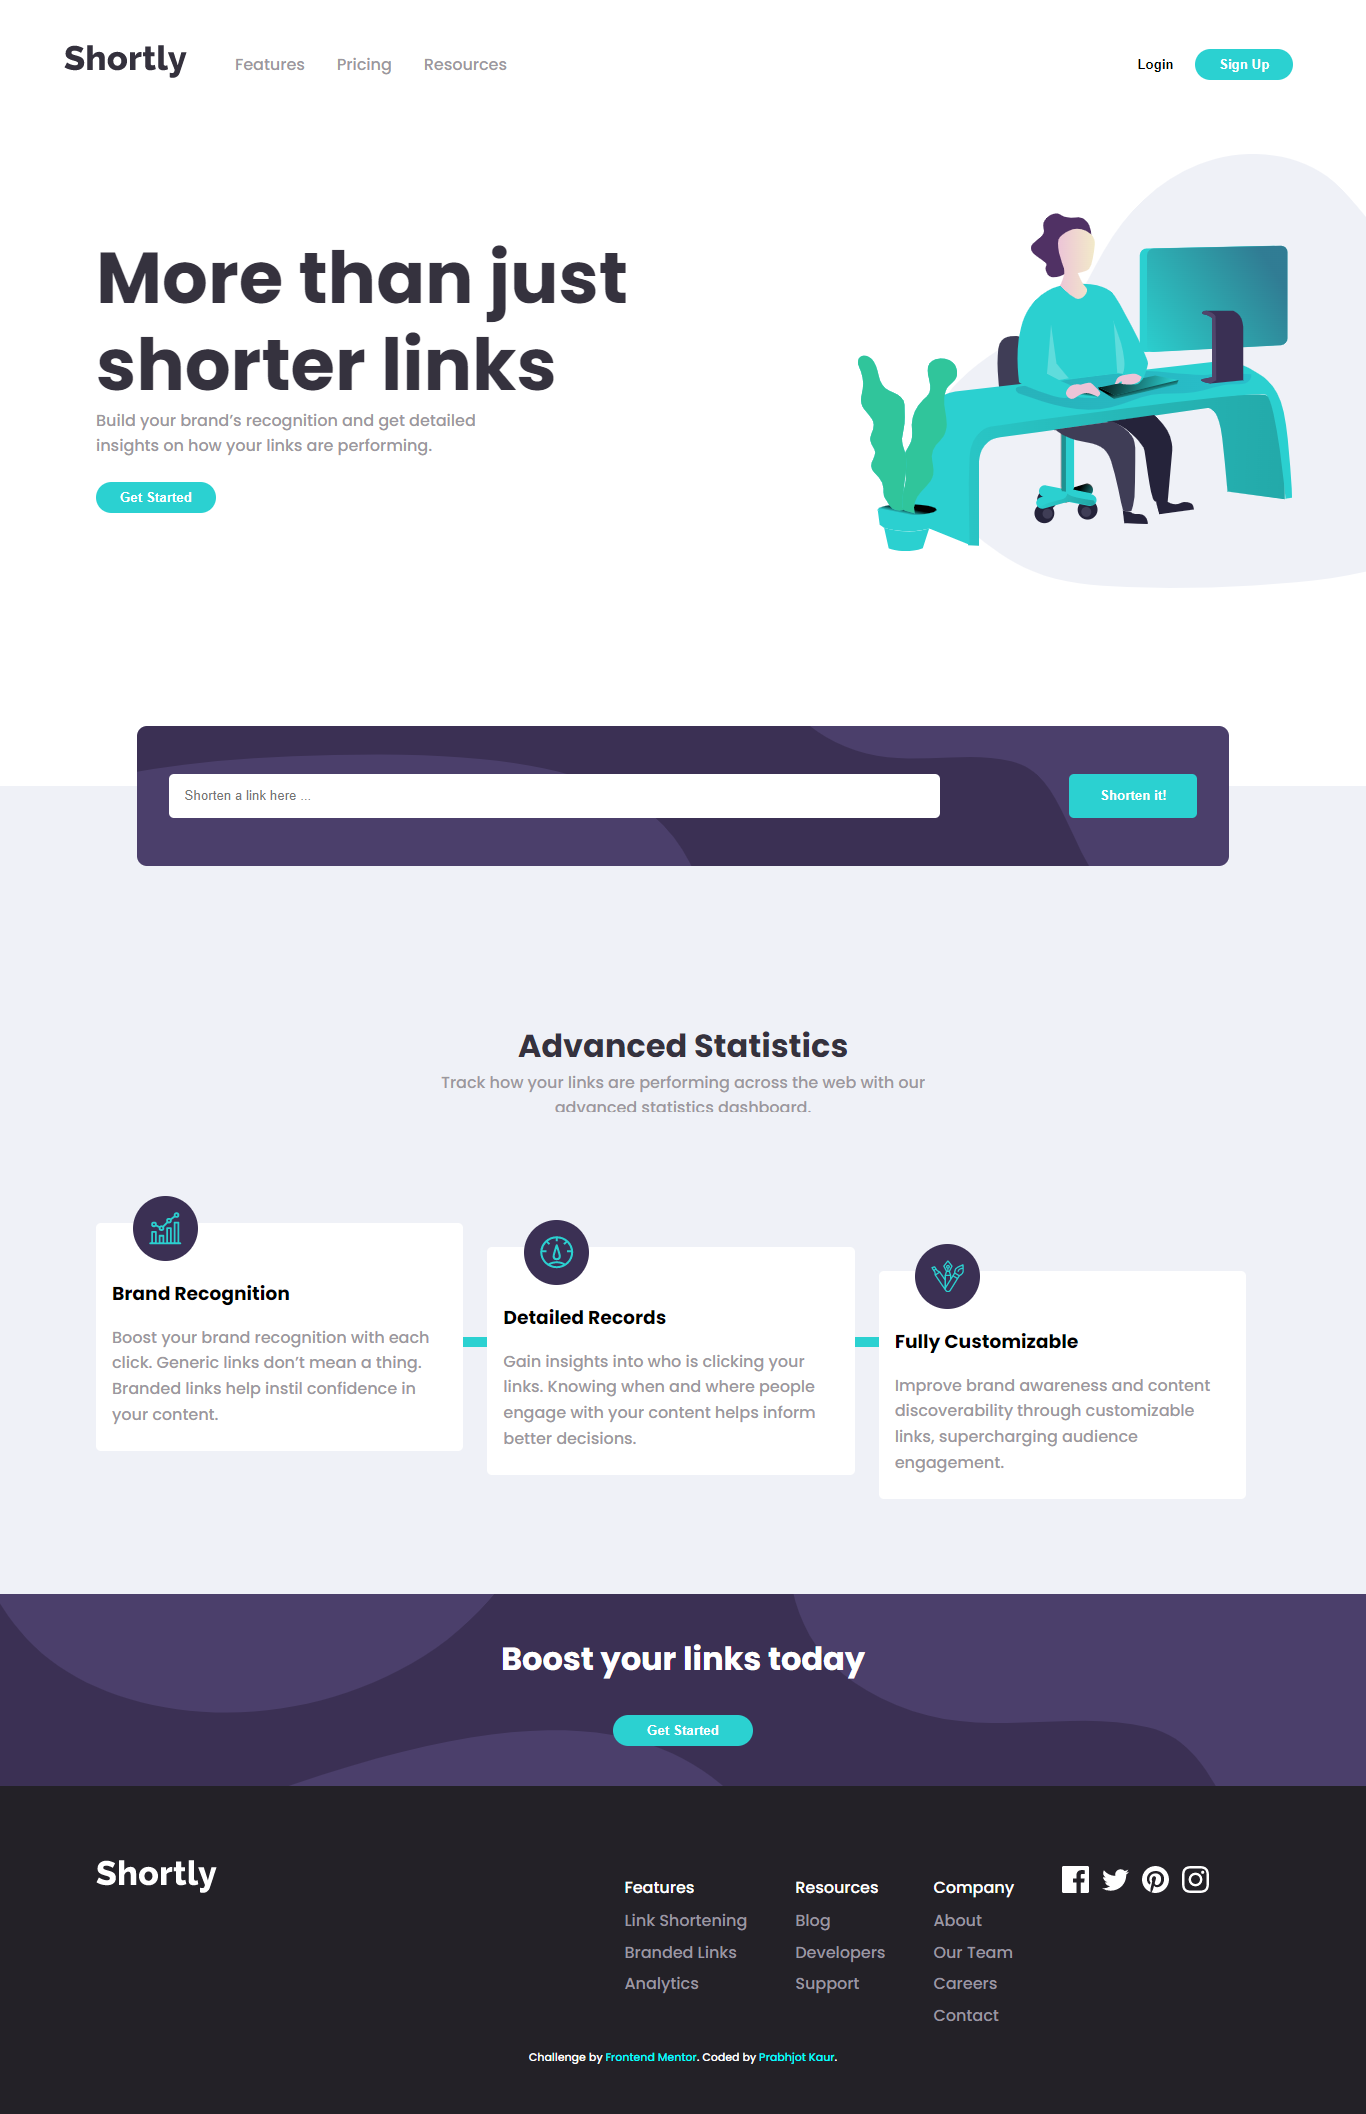 Shortly
Features Pricing Resources
Login Sign Up
More than just
shorter links
Build your brand’s recognition and get detailed
insights on how your links are performing.
Get Started
Shorten a link here ...
Shorten it!
Advanced Statistics
Track how your links are performing across the web with our
advanced statistics dashboard.
Brand Recognition
Boost your brand recognition with each
click. Generic links don’t mean a thing.
Branded links help instil confidence in
your content.
Detailed Records
Gain insights into who is clicking your
links. Knowing when and where people
engage with your content helps inform
better decisions.
Fully Customizable
Improve brand awareness and content
discoverability through customizable
links, supercharging audience
engagement.
Boost your links today
Get Started
Shortly
Features
Link Shortening
Branded Links
Analytics
Resources
Blog
Developers
Support
Company
About
Our Team
Careers
Contact
Challenge by Frontend Mentor. Coded by Prabhjot Kaur.